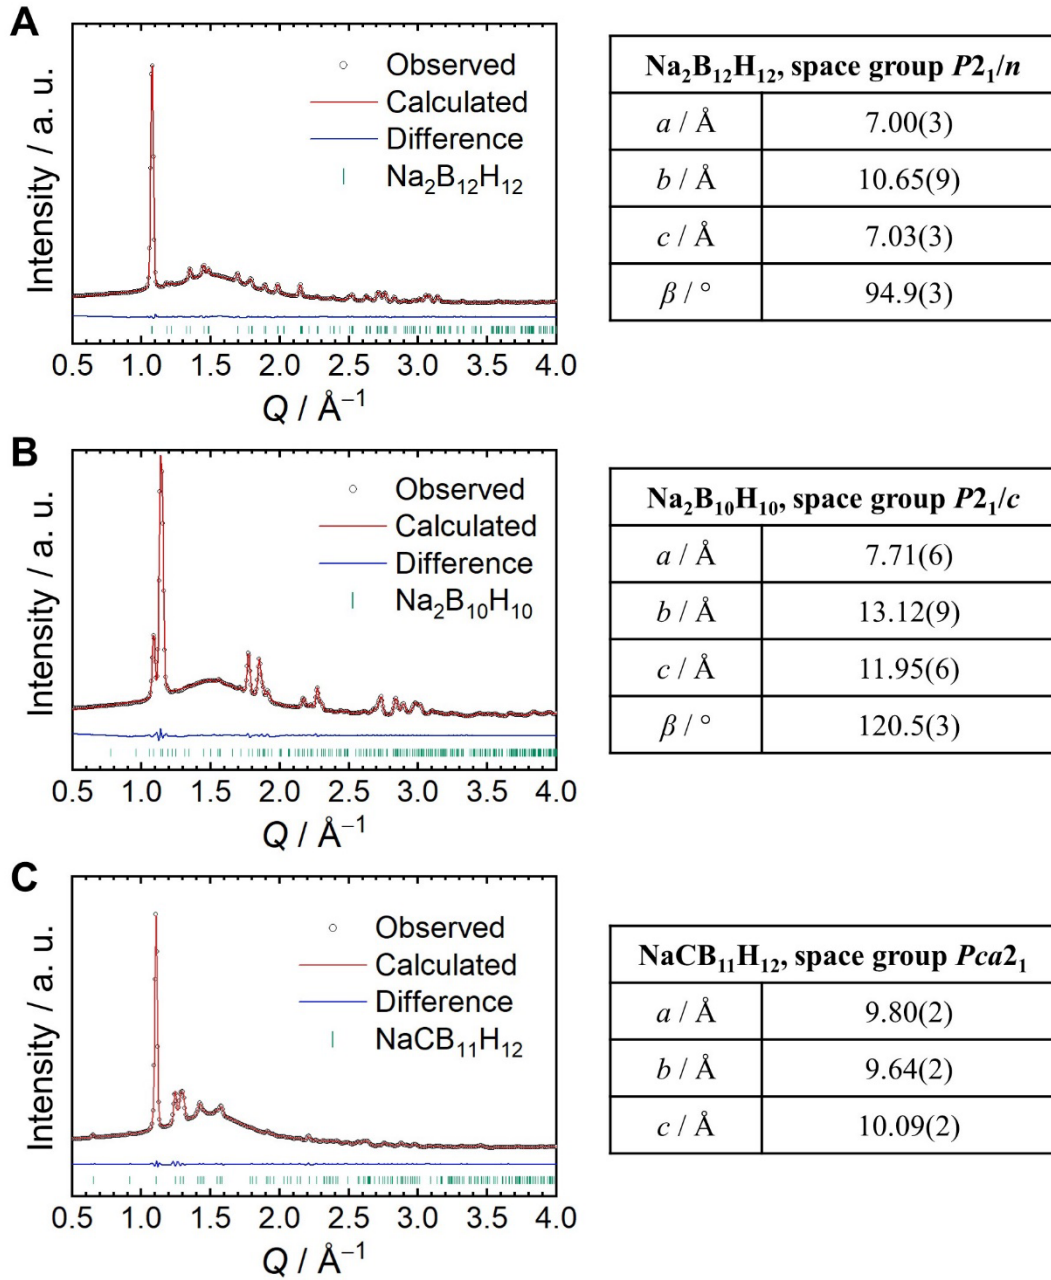 A
Intensity / a. u.
Observed
Calculated
Difference
Na₂B₁₂H₁₂
0.5 1.0 1.5 2.0 2.5 3.0 3.5 4.0
Q / Å⁻¹
Na₂B₁₂H₁₂, space group P2₁/n
a / Å 7.00(3)
b / Å 10.65(9)
c / Å 7.03(3)
β / ° 94.9(3)
B
Intensity / a. u.
Observed
Calculated
Difference
Na₂B₁₀H₁₀
0.5 1.0 1.5 2.0 2.5 3.0 3.5 4.0
Q / Å⁻¹
Na₂B₁₀H₁₀, space group P2₁/c
a / Å 7.71(6)
b / Å 13.12(9)
c / Å 11.95(6)
β / ° 120.5(3)
C
Intensity / a. u.
Observed
Calculated
Difference
NaCB₁₁H₁₂
0.5 1.0 1.5 2.0 2.5 3.0 3.5 4.0
Q / Å⁻¹
NaCB₁₁H₁₂, space group Pca2₁
a / Å 9.80(2)
b / Å 9.64(2)
c / Å 10.09(2)